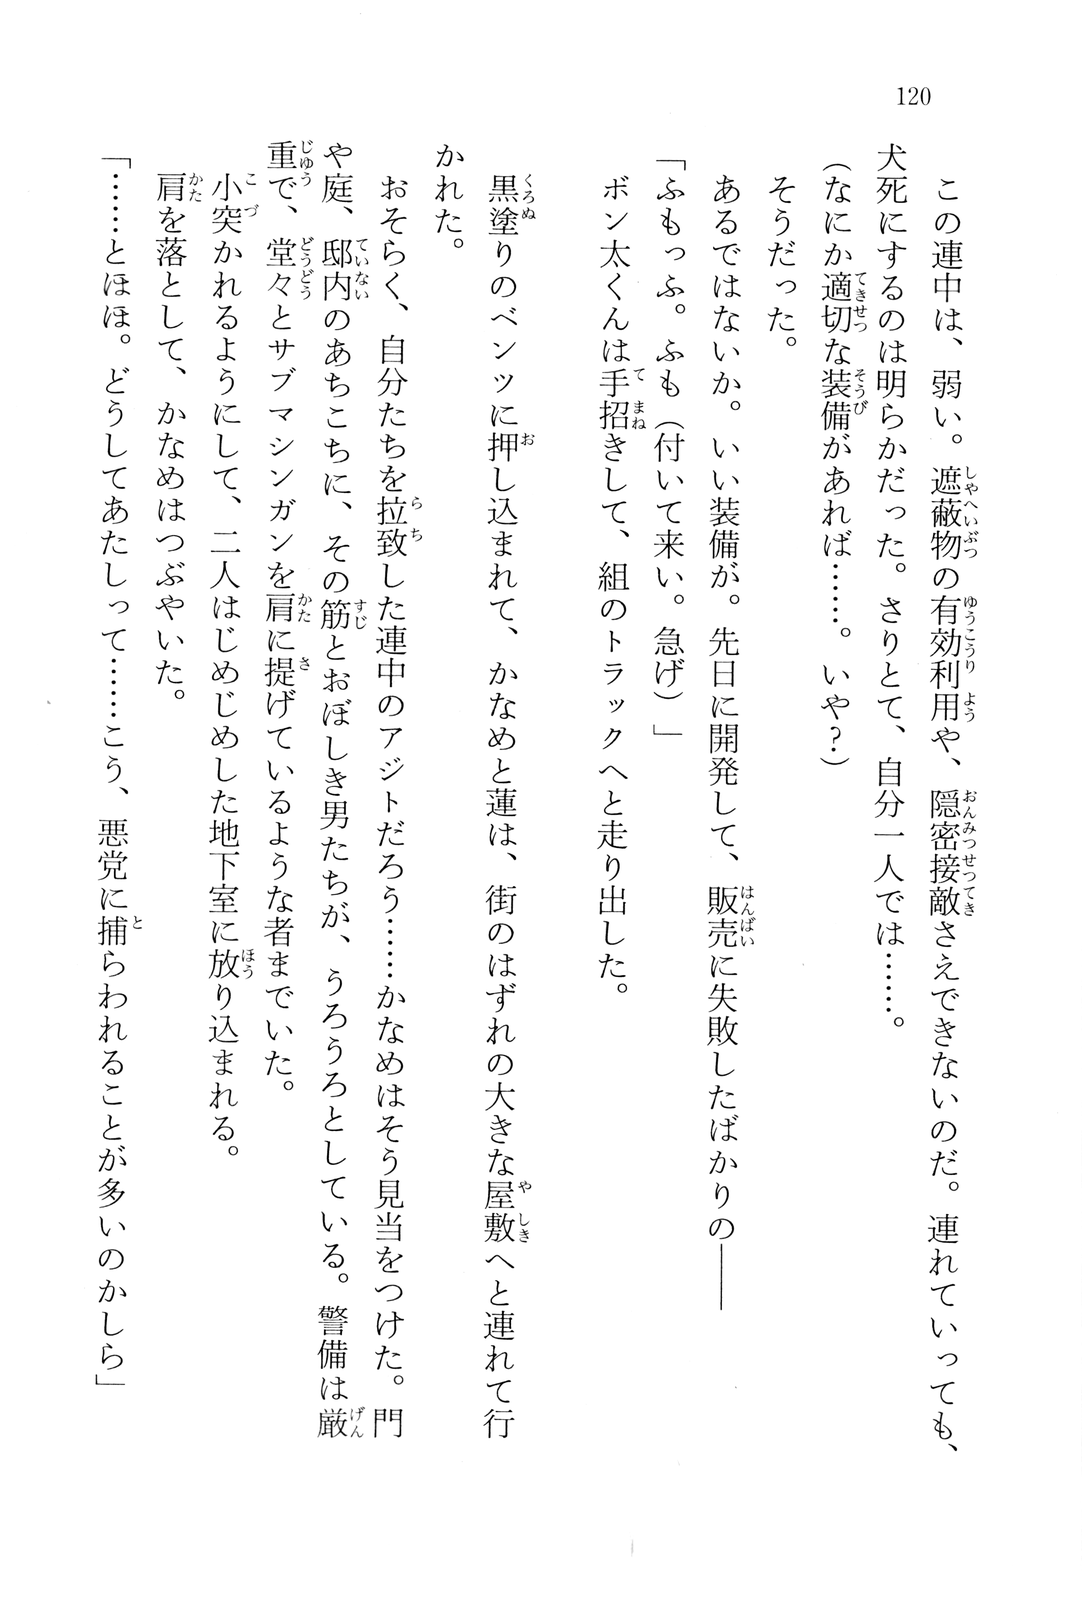 120
この連中は、弱い。遮蔽物の有効利用や、隠密接敵さえできないのだ。連れていっても、
犬死にするのは明らかだった。さりとて、自分一人では……。
(なにか適切な装備があれば……。いや?)
そうだった。
あるではないか。いい装備が。先日に開発して、販売に失敗したばかりの――
「ふもっふ。ふも(付いて来い。急げ)」
ボン太くんは手招きして、組のトラックへと走り出した。
黒塗りのベンツに押し込まれて、かなめと蓮は、街のはずれの大きな屋敷へと連れて行
かれた。
おそらく、自分たちを拉致した連中のアジトだろう……かなめはそう見当をつけた。門
や庭、邸内のあちこちに、その筋とおぼしき男たちが、うろうろとしている。警備は厳
重で、堂々とサブマシンガンを肩に提げているような者までいた。
小突かれるようにして、二人はじめじめした地下室に放り込まれる。
肩を落として、かなめはつぶやいた。
「……とほほ。どうしてあたしって……こう、悪党に捕らわれることが多いのかしら」